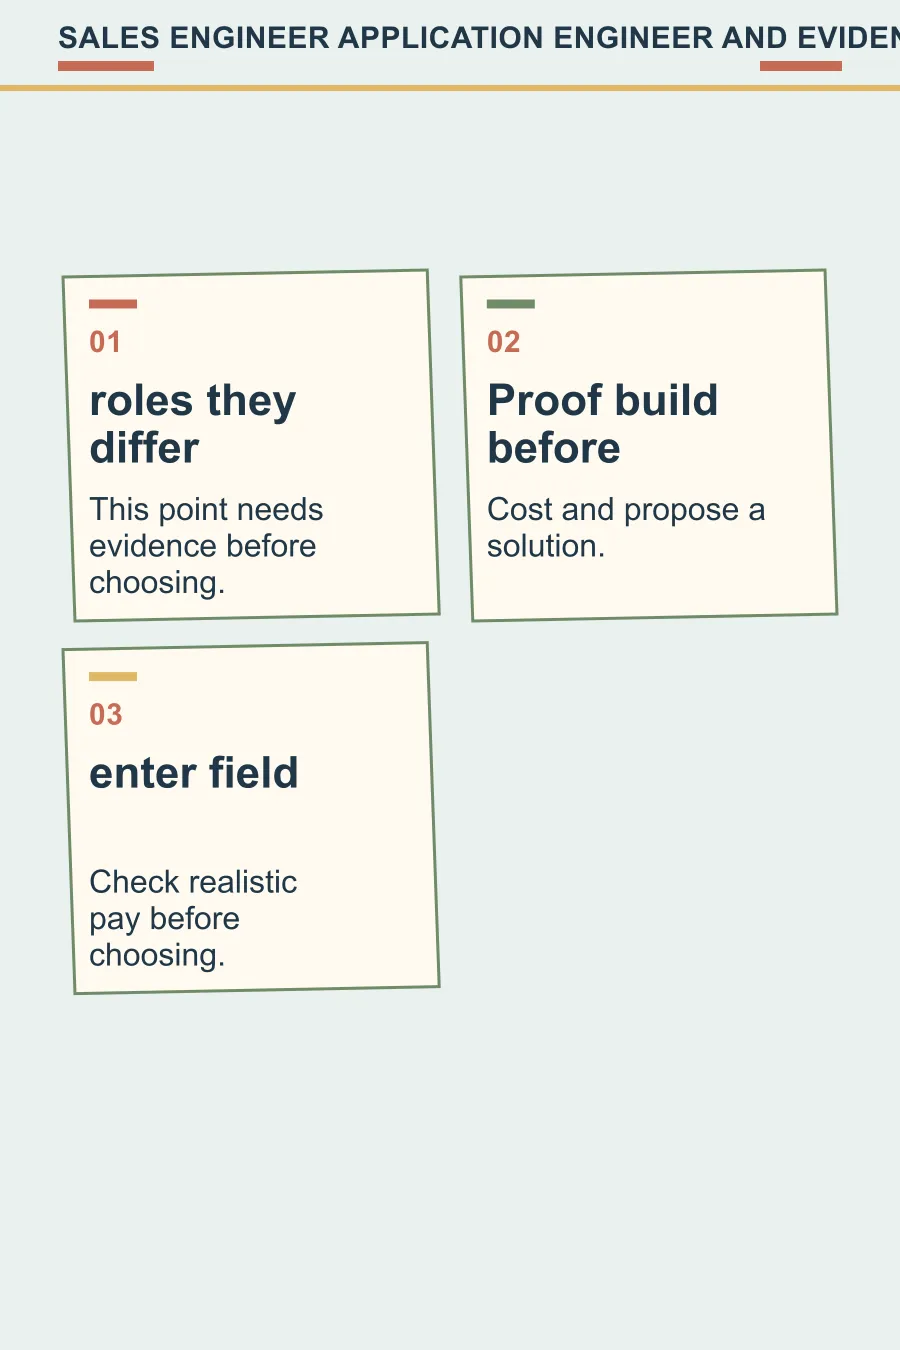 SALES ENGINEER APPLICATION ENGINEER AND
01
roles they
differ
This point needs
evidence before
choosing.
02
Proof build
before
Cost and propose a
solution.
03
enter field
Check realistic
pay before
choosing.